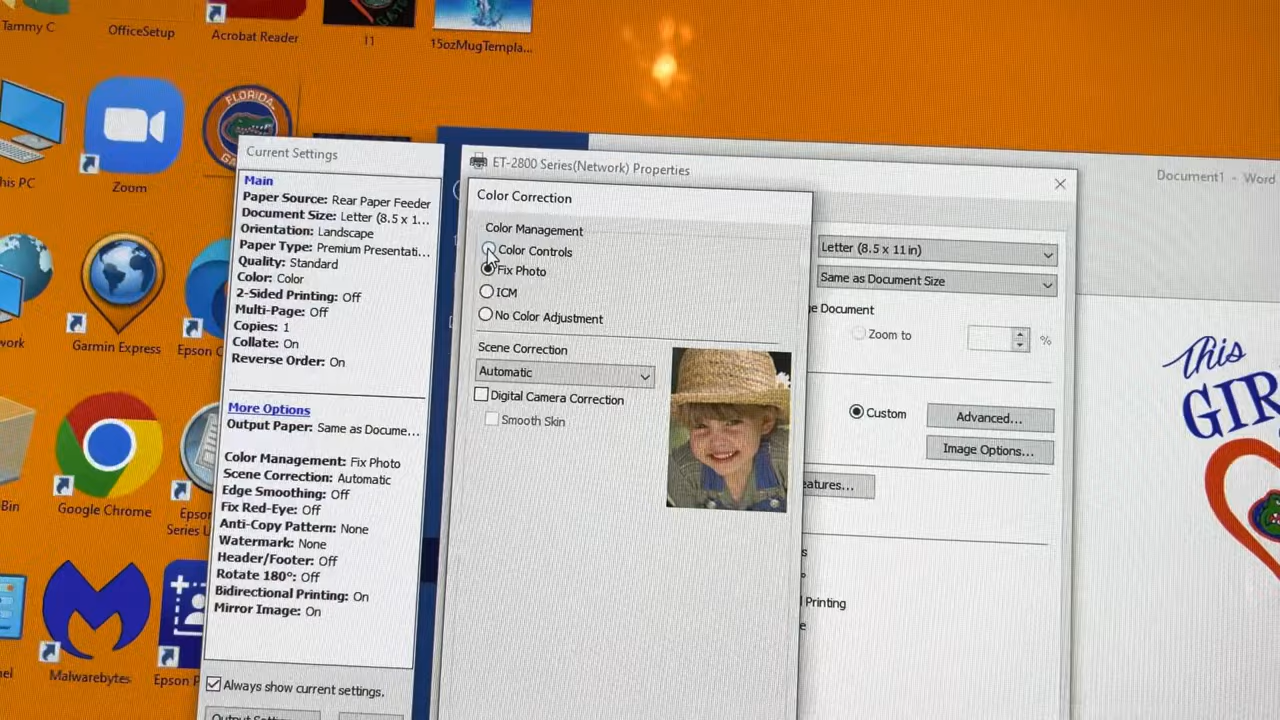 Tammy C
OfficeSetup
Acrobat Reader
11
15ozMugTempla...
FLORIDA
his PC
Zoom
work
Garmin Express
Epson
Bin
Google Chrome
Epson
Series U
nel
Malwarebytes
Epson P
Current Settings
Main
Paper Source: Rear Paper Feeder
Document Size: Letter (8.5 x 1...
Orientation: Landscape
Paper Type: Premium Presentati...
Quality: Standard
Color: Color
2-Sided Printing: Off
Multi-Page: Off
Copies: 1
Collate: On
Reverse Order: On
More Options
Output Paper: Same as Docume...
Color Management: Fix Photo
Scene Correction: Automatic
Edge Smoothing: Off
Fix Red-Eye: Off
Anti-Copy Pattern: None
Watermark: None
Header/Footer: Off
Rotate 180°: Off
Bidirectional Printing: On
Mirror Image: On
Always show current settings.
ET-2800 Series(Network) Properties
Color Correction
Color Management
Color Controls
Fix Photo
ICM
No Color Adjustment
Scene Correction
Automatic
Digital Camera Correction
Smooth Skin
Letter (8.5 x 11 in)
Same as Document Size
e Document
Zoom to
%
Custom
Advanced...
Image Options...
eatures...
s
l Printing
e
Document1 - Word
This
GIR